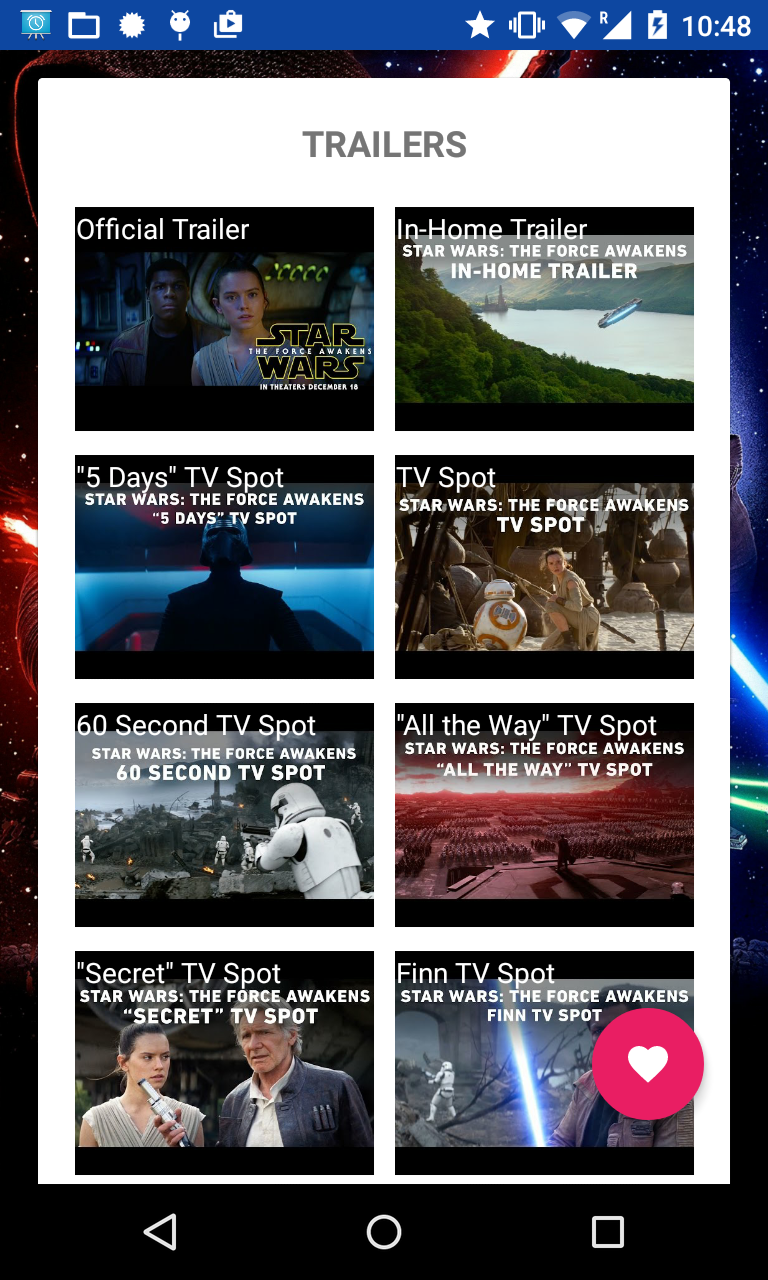 R
10:48
TRAILERS
Official Trailer
STAR
THE FORCE AWAKENS
WARS
IN THEATERS DECEMBER 18
In-Home Trailer
STAR WARS: THE FORCE AWAKENS
IN-HOME TRAILER
"5 Days" TV Spot
STAR WARS: THE FORCE AWAKENS
“5 DAYS” TV SPOT
TV Spot
STAR WARS: THE FORCE AWAKENS
TV SPOT
60 Second TV Spot
STAR WARS: THE FORCE AWAKENS
60 SECOND TV SPOT
"All the Way" TV Spot
STAR WARS: THE FORCE AWAKENS
“ALL THE WAY” TV SPOT
"Secret" TV Spot
STAR WARS: THE FORCE AWAKENS
“SECRET” TV SPOT
Finn TV Spot
STAR WARS: THE FORCE AWAKENS
FINN TV SPOT